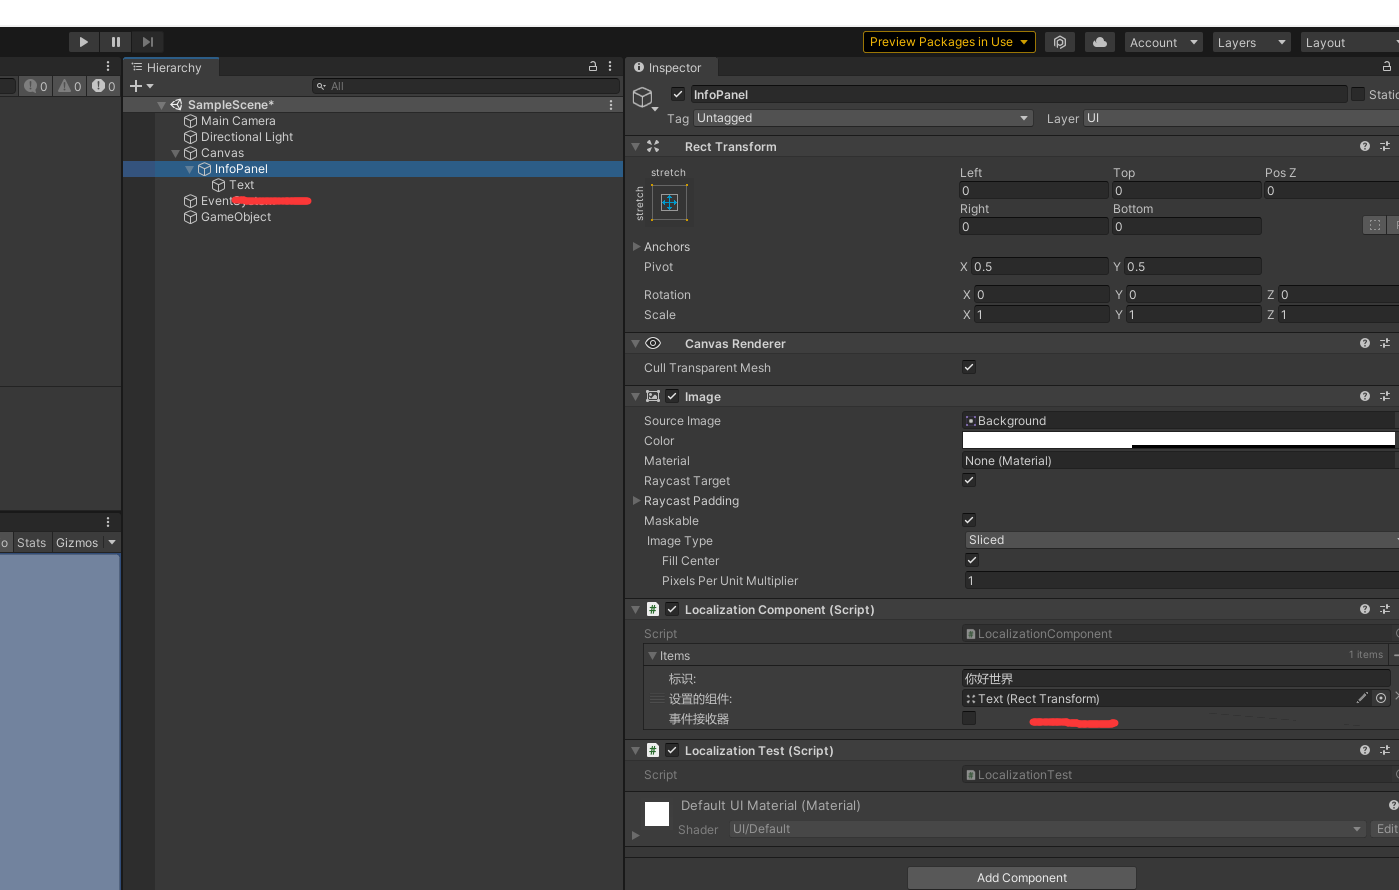 Preview Packages in Use
Account
Layers
Layout
Hierarchy
Inspector
0 0 0
All
SampleScene*
Main Camera
Directional Light
Canvas
InfoPanel
Text
GameObject
Stats
Gizmos
InfoPanel
Static
Tag
Untagged
Layer
UI
Rect Transform
stretch
stretch
Left
Top
Pos Z
0
0
0
Right
Bottom
0
0
Anchors
Pivot
X 0.5
Y 0.5
Rotation
X 0
Y 0
Z 0
Scale
X 1
Y 1
Z 1
Canvas Renderer
Cull Transparent Mesh
Image
Source Image
Background
Color
Material
None (Material)
Raycast Target
Raycast Padding
Maskable
Image Type
Sliced
Fill Center
Pixels Per Unit Multiplier
1
# Localization Component (Script)
Script
LocalizationComponent
Items
1 Items
标识:
你好世界
设置的组件:
Text (Rect Transform)
事件接收器
# Localization Test (Script)
Script
LocalizationTest
Default UI Material (Material)
Shader
UI/Default
Edit
Add Component